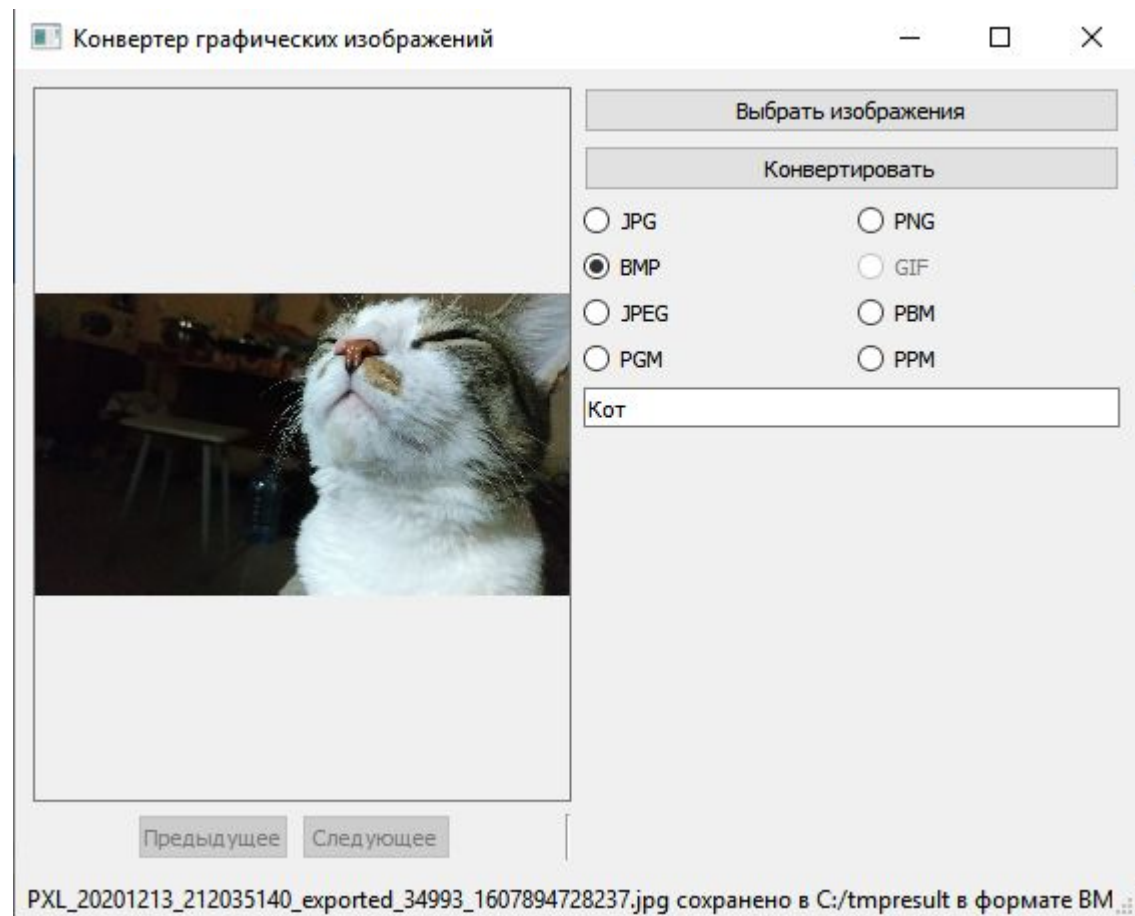 Конвертер графических изображений
Выбрать изображения
Конвертировать
JPG PNG
BMP GIF
JPEG PBM
PGM PPM
Кот
Предыдущее Следующее
PXL_20201213_212035140_exported_34993_1607894728237.jpg сохранено в C:/tmpresult в формате BM